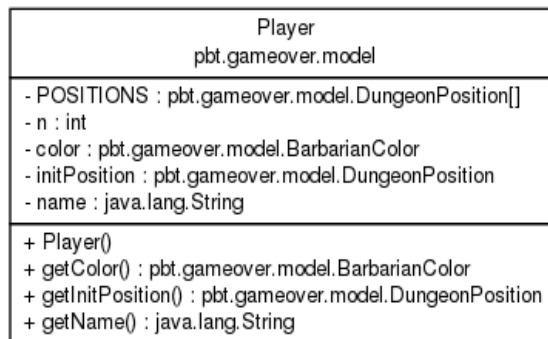 Player
pbt.gameover.model
- POSITIONS : pbt.gameover.model.DungeonPosition[]
- n : int
- color : pbt.gameover.model.BarbarianColor
- initPosition : pbt.gameover.model.DungeonPosition
- name : java.lang.String
+ Player()
+ getColor() : pbt.gameover.model.BarbarianColor
+ getInitPosition() : pbt.gameover.model.DungeonPosition
+ getName() : java.lang.String